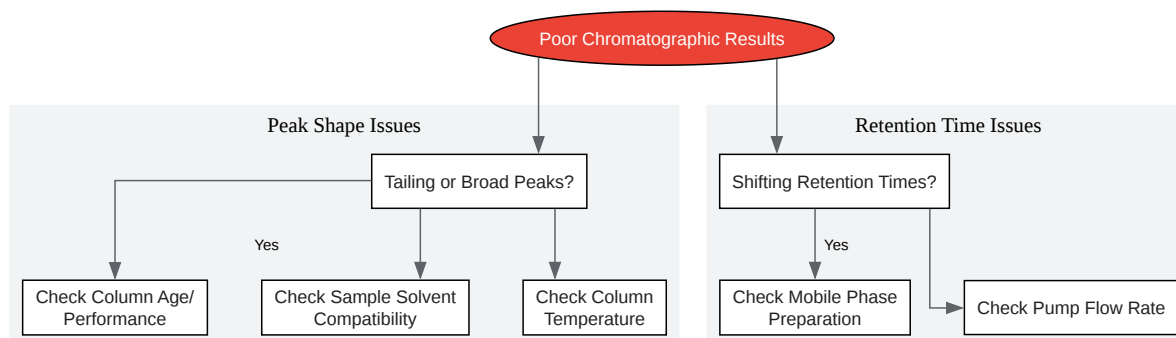 Poor Chromatographic Results
Peak Shape Issues
Retention Time Issues
Tailing or Broad Peaks?
Shifting Retention Times?
Yes
Yes
Check Column Age/
Performance
Check Sample Solvent
Compatibility
Check Column
Temperature
Check Mobile Phase
Preparation
Check Pump Flow Rate